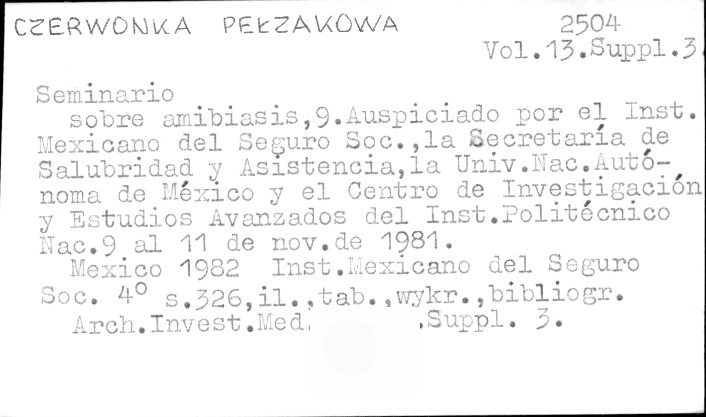 CZERWONKA PEŁZAKOWA 2504
Vol.13.Suppl.3
Seminario
sobre amibiasis,9.Auspiciado por el Inst.
Mexicano del Seguro Soc.,la Secretaría de
Salubridad y Asistencia,la Univ.Nac.Autó-
noma de México y el Centro de Investigación
y Estudios Avanzados del Inst.Politécnico
Nac.9 al 11 de nov.de 1981.
Mexico 1982 Inst.Mexicano del Seguro
Soc. 4° s.326,il.,tab.,wykr.,bibliogr.
Arch.Invest.Med. .Suppl. 3.